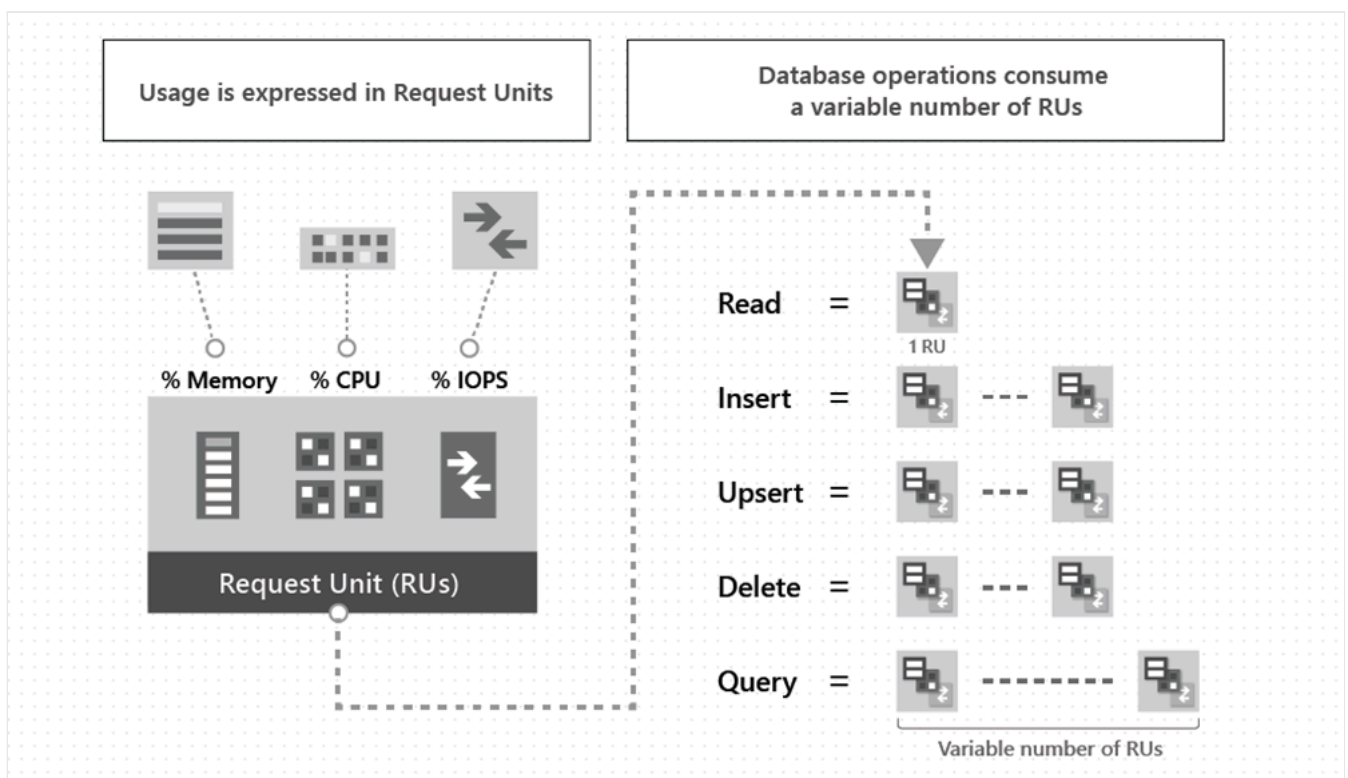 Usage is expressed in Request Units
Database operations consume
a variable number of RUs
% Memory
% CPU
% IOPS
Request Unit (RUs)
Read =
1 RU
Insert =
Upsert =
Delete =
Query =
Variable number of RUs